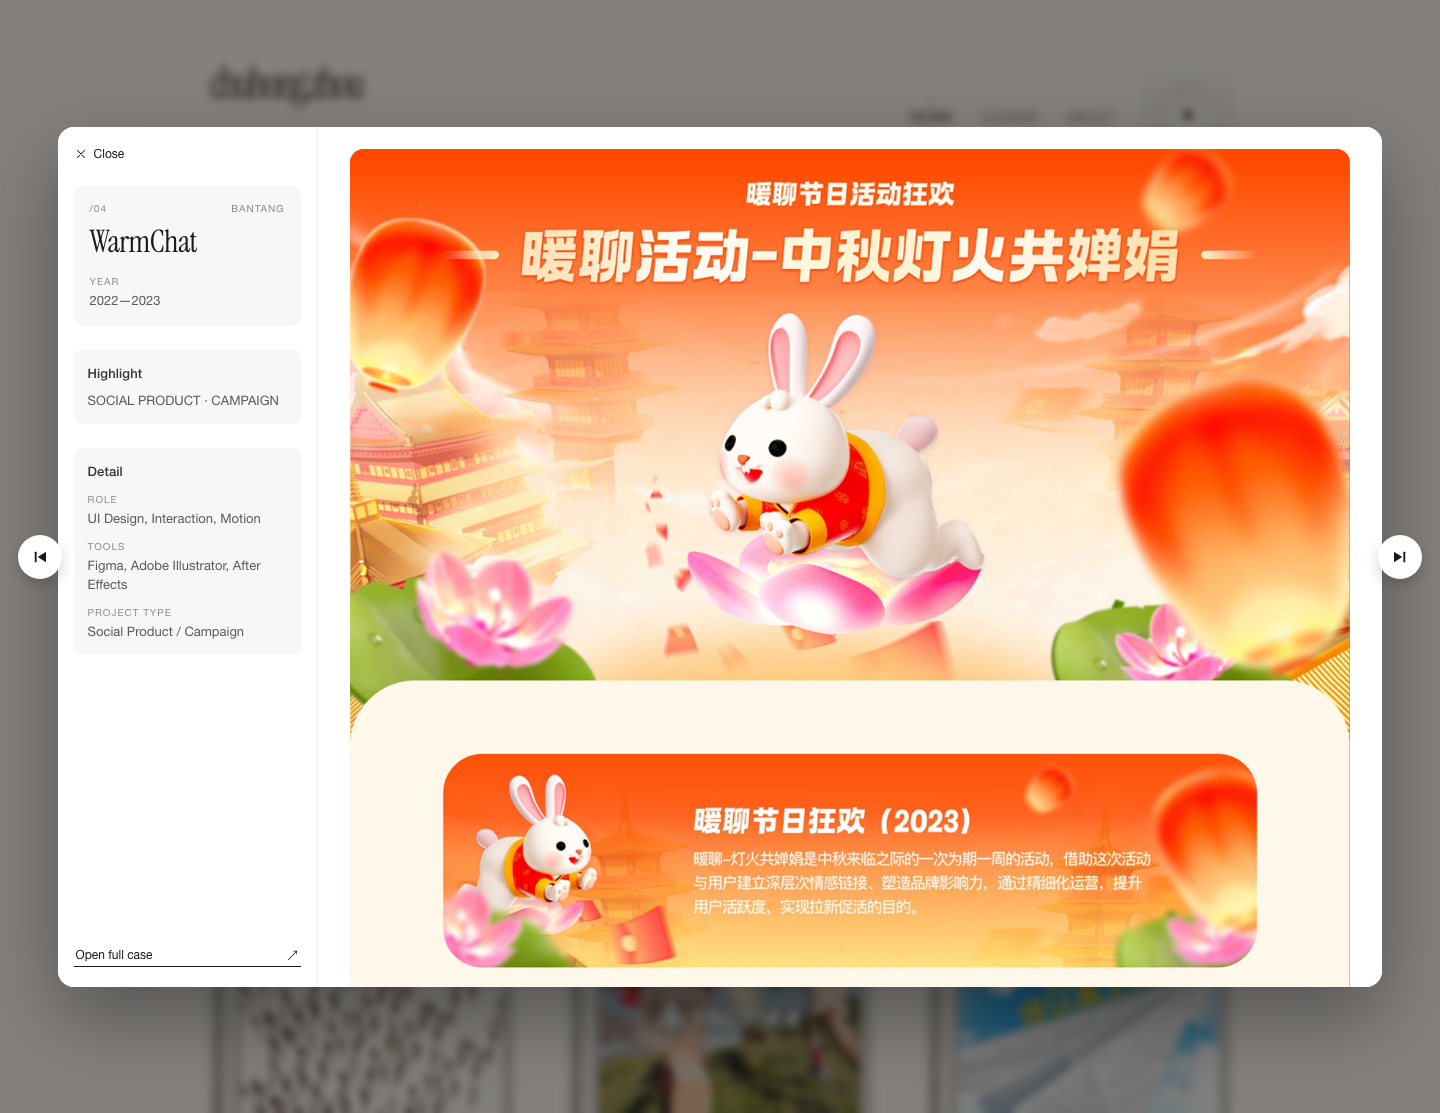 Close
/04
BANTANG
WarmChat
YEAR
2022—2023
Highlight
SOCIAL PRODUCT · CAMPAIGN
Detail
ROLE
UI Design, Interaction, Motion
TOOLS
Figma, Adobe Illustrator, After
Effects
PROJECT TYPE
Social Product / Campaign
Open full case
暖聊节日活动狂欢
暖聊活动-中秋灯火共婵娟
暖聊节日狂欢（2023）
暖聊-灯火共婵娟是中秋来临之际的一次为期一周的活动，借助这次活动
与用户建立深层次情感链接、塑造品牌影响力，通过精细化运营，提升
用户活跃度，实现拉新促活的目的。